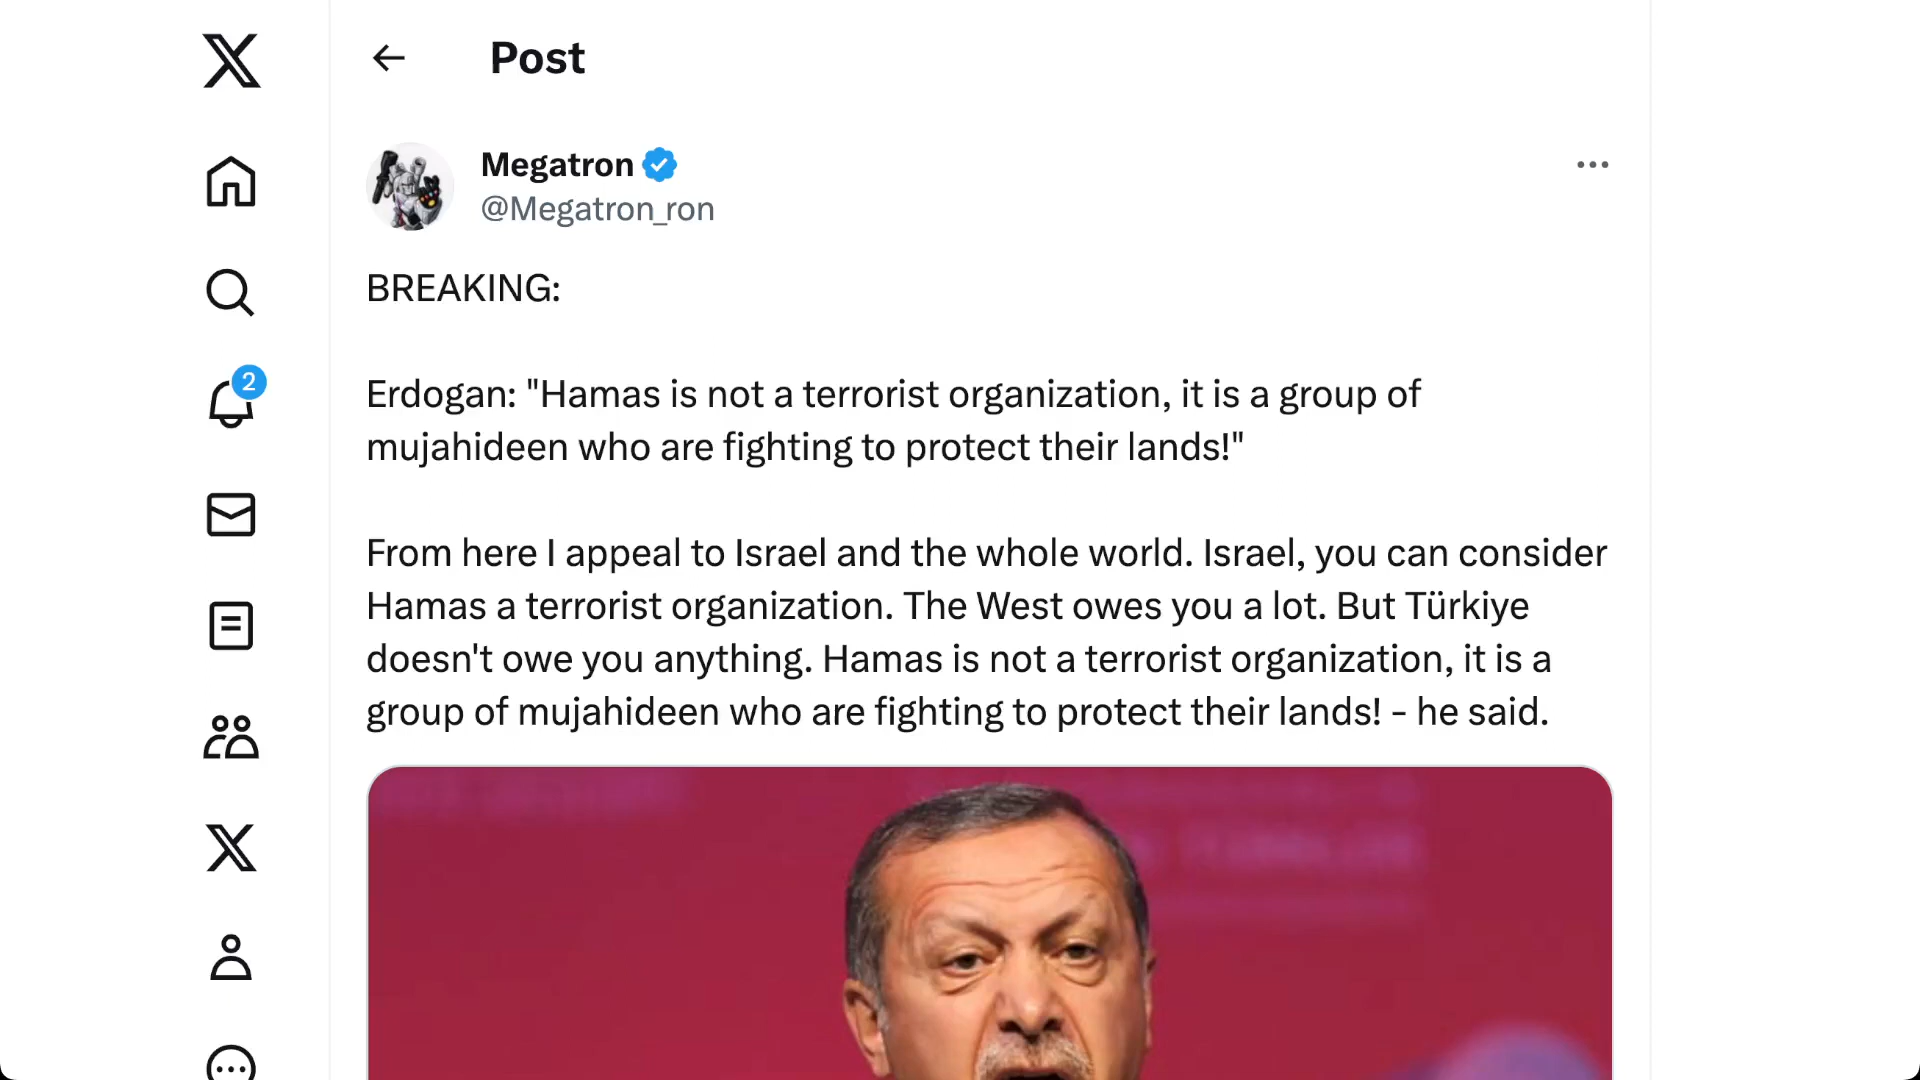 Post
Megatron
@Megatron_ron
BREAKING:
2
Erdogan: "Hamas is not a terrorist organization, it is a group of
mujahideen who are fighting to protect their lands!"
From here I appeal to Israel and the whole world. Israel, you can consider
Hamas a terrorist organization. The West owes you a lot. But Türkiye
doesn't owe you anything. Hamas is not a terrorist organization, it is a
group of mujahideen who are fighting to protect their lands! - he said.